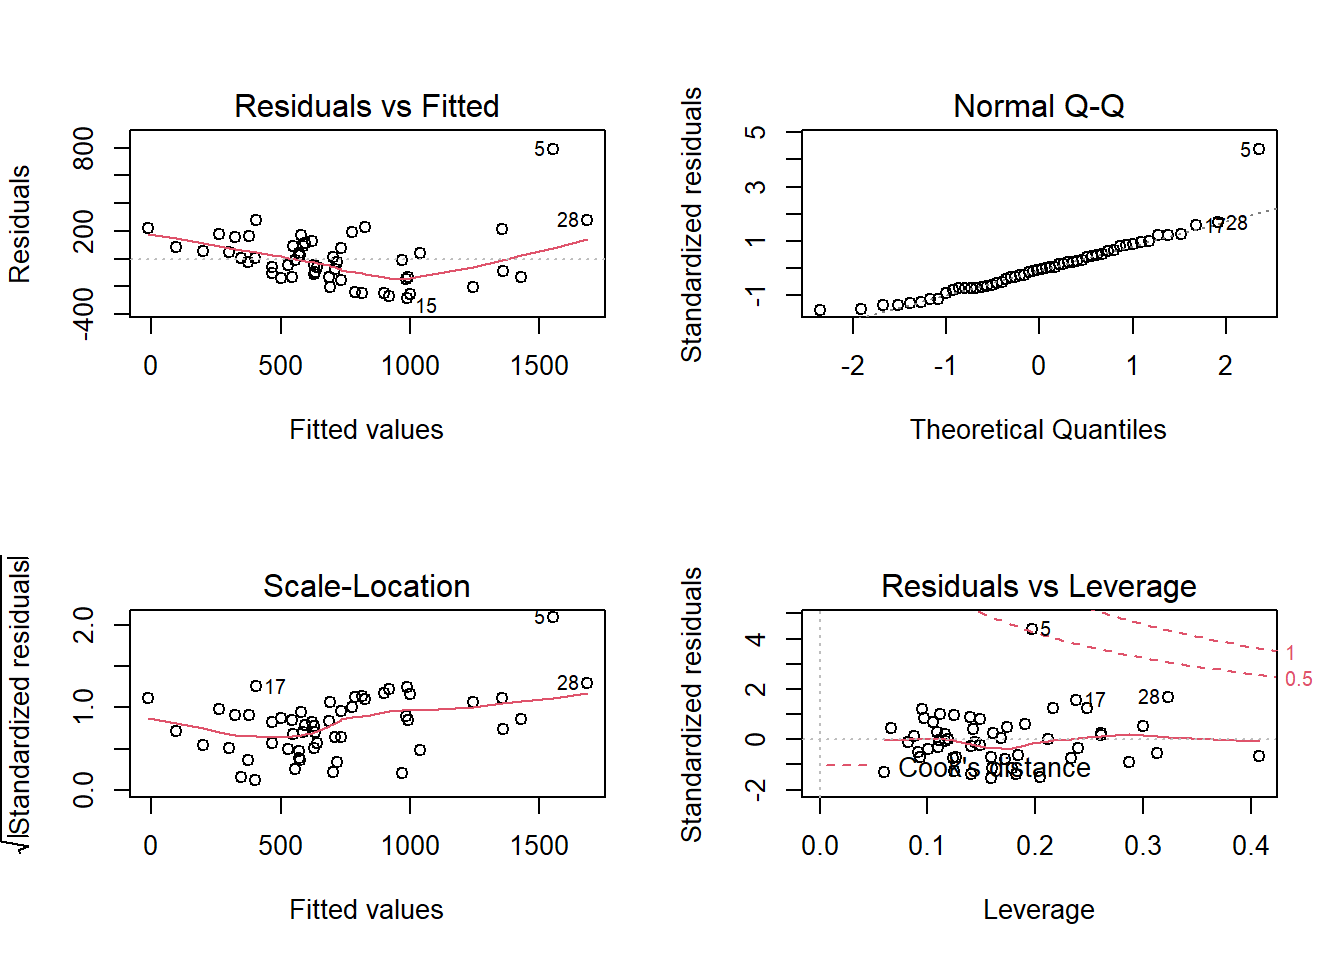 Residuals vs Fitted
Residuals
800
200
-400
5
28
15
0 500 1000 1500
Fitted values
Normal Q-Q
Standardized residuals
5
3
1
-1
5
17 28
-2 -1 0 1 2
Theoretical Quantiles
Scale-Location
√|Standardized residuals|
2.0
1.0
0.0
5
17
28
0 500 1000 1500
Fitted values
Residuals vs Leverage
Standardized residuals
4
2
0
-2
5
17
28
1
0.5
Cook's distance
0.0 0.1 0.2 0.3 0.4
Leverage